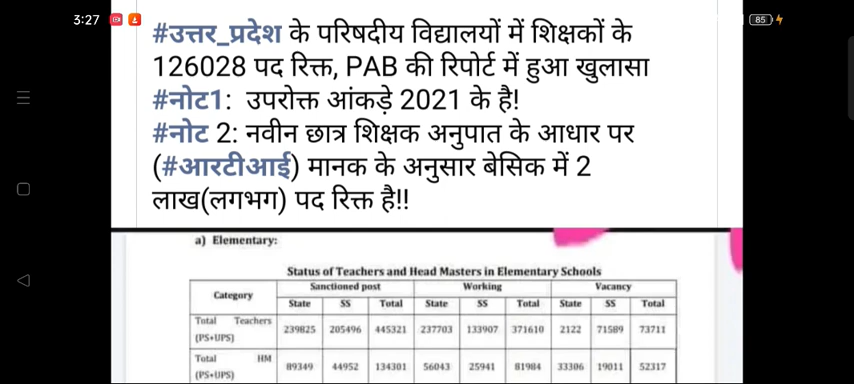 3:27
85
#उत्तर_प्रदेश के परिषदीय विद्यालयों में शिक्षकों के
126028 पद रिक्त, PAB की रिपोर्ट में हुआ खुलासा
#नोट1: उपरोक्त आंकड़े 2021 के है!
#नोट 2: नवीन छात्र शिक्षक अनुपात के आधार पर
(#आरटीआई) मानक के अनुसार बेसिक में 2
लाख(लगभग) पद रिक्त है!!
a) Elementary:
Status of Teachers and Head Masters in Elementary Schools
Category Sanctioned post Working Vacancy
State SS Total State SS Total State SS Total
Total Teachers (PS+UPS) 239825 205496 445321 237703 133907 371610 2122 71589 73711
Total HM (PS+UPS) 89349 44952 134301 56043 25941 81984 33306 19011 52317